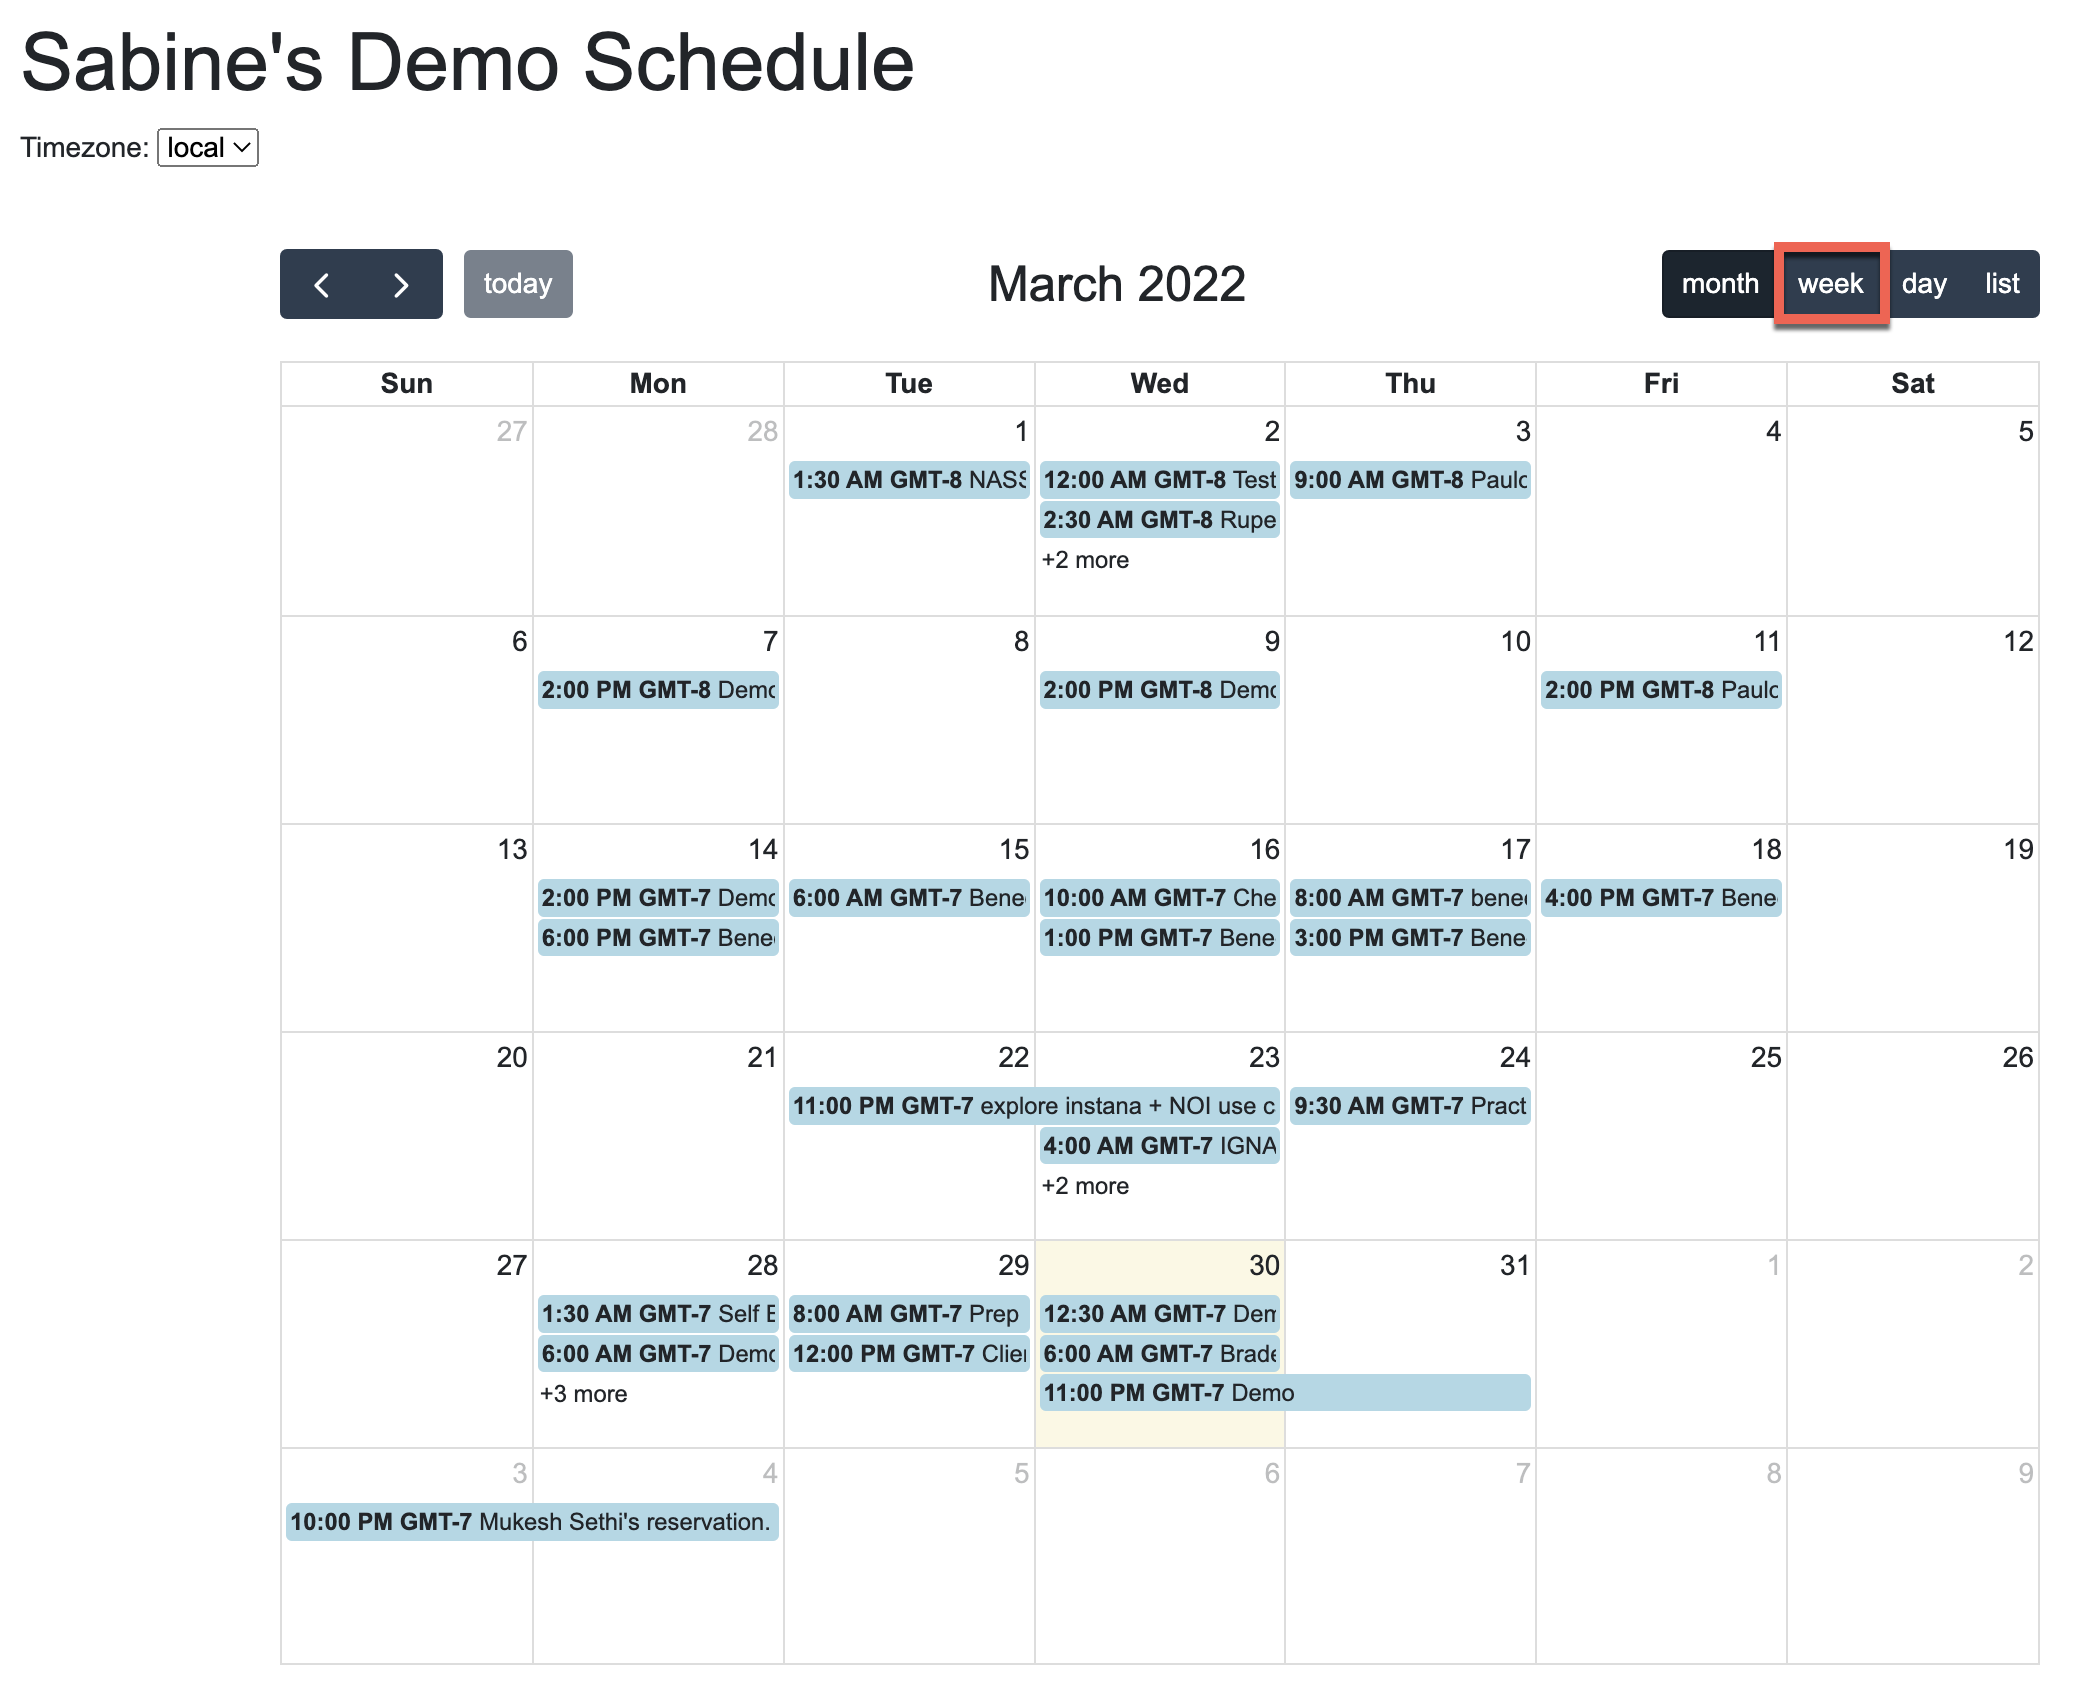 Sabine's Demo Schedule
Timezone: local
today
March 2022
month week day list
Sun Mon Tue Wed Thu Fri Sat
27 28 1 2 3 4 5
1:30 AM GMT-8 NASS
12:00 AM GMT-8 Test
9:00 AM GMT-8 Paulo
2:30 AM GMT-8 Rupe
+2 more
6 7 8 9 10 11 12
2:00 PM GMT-8 Demo
2:00 PM GMT-8 Demo
2:00 PM GMT-8 Paulo
13 14 15 16 17 18 19
2:00 PM GMT-7 Demo
6:00 AM GMT-7 Bene
10:00 AM GMT-7 Che
8:00 AM GMT-7 bene
4:00 PM GMT-7 Bene
6:00 PM GMT-7 Bene
1:00 PM GMT-7 Bene
3:00 PM GMT-7 Bene
20 21 22 23 24 25 26
11:00 PM GMT-7 explore instana + NOI use c
9:30 AM GMT-7 Pract
4:00 AM GMT-7 IGNA
+2 more
27 28 29 30 31 1 2
1:30 AM GMT-7 Self E
8:00 AM GMT-7 Prep
12:30 AM GMT-7 Dem
6:00 AM GMT-7 Demo
12:00 PM GMT-7 Clie
6:00 AM GMT-7 Brade
+3 more
11:00 PM GMT-7 Demo
3 4 5 6 7 8 9
10:00 PM GMT-7 Mukesh Sethi's reservation.